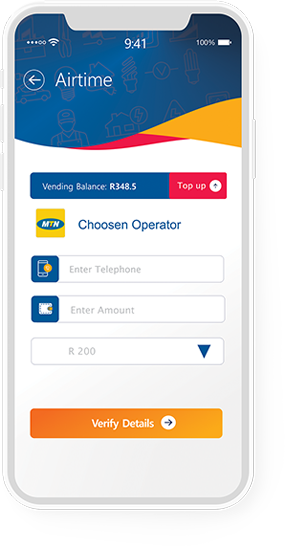 9:41
100%
Airtime
Vending Balance: R348.5
Top up
MTN
Choosen Operator
Enter Telephone
Enter Amount
R 200
Verify Details